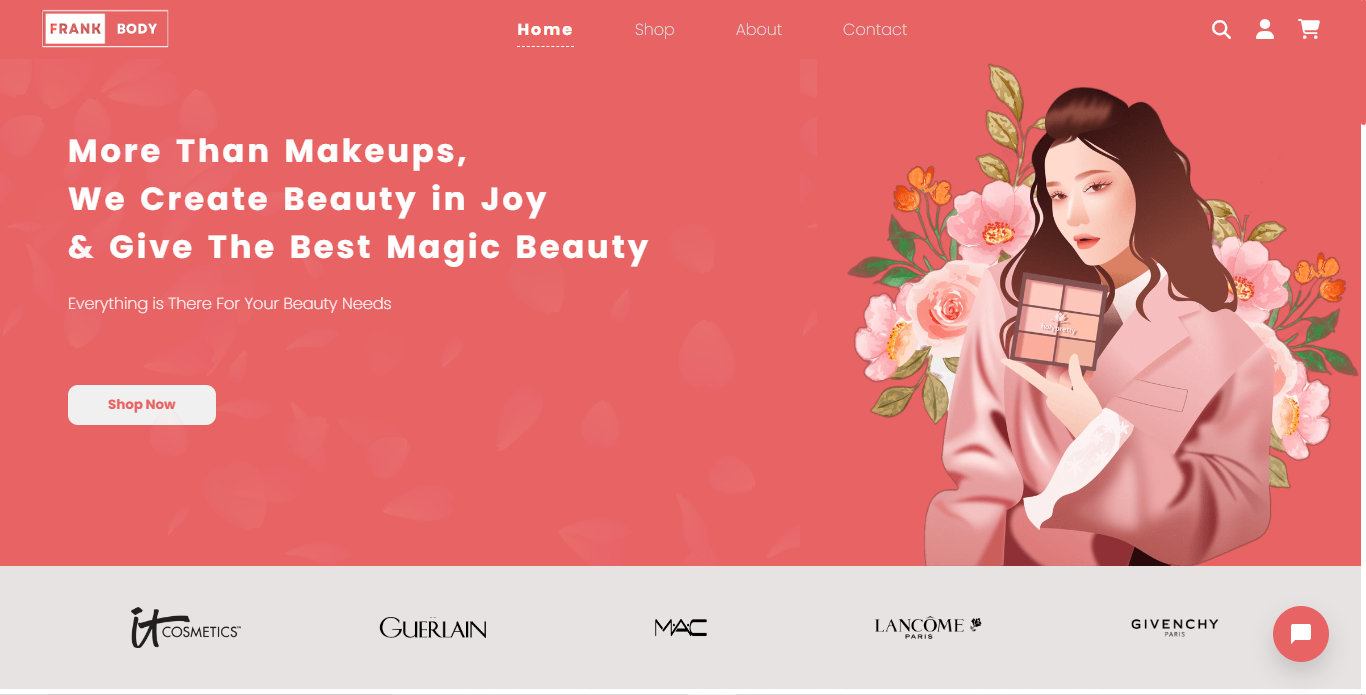 FRANK BODY
Home
Shop
About
Contact
More Than Makeups,
We Create Beauty in Joy
& Give The Best Magic Beauty
Everything is There For Your Beauty Needs
Shop Now
it COSMETICS™
GUERLAIN
MAC
LANCÔME
PARIS
GIVENCHY
PARIS